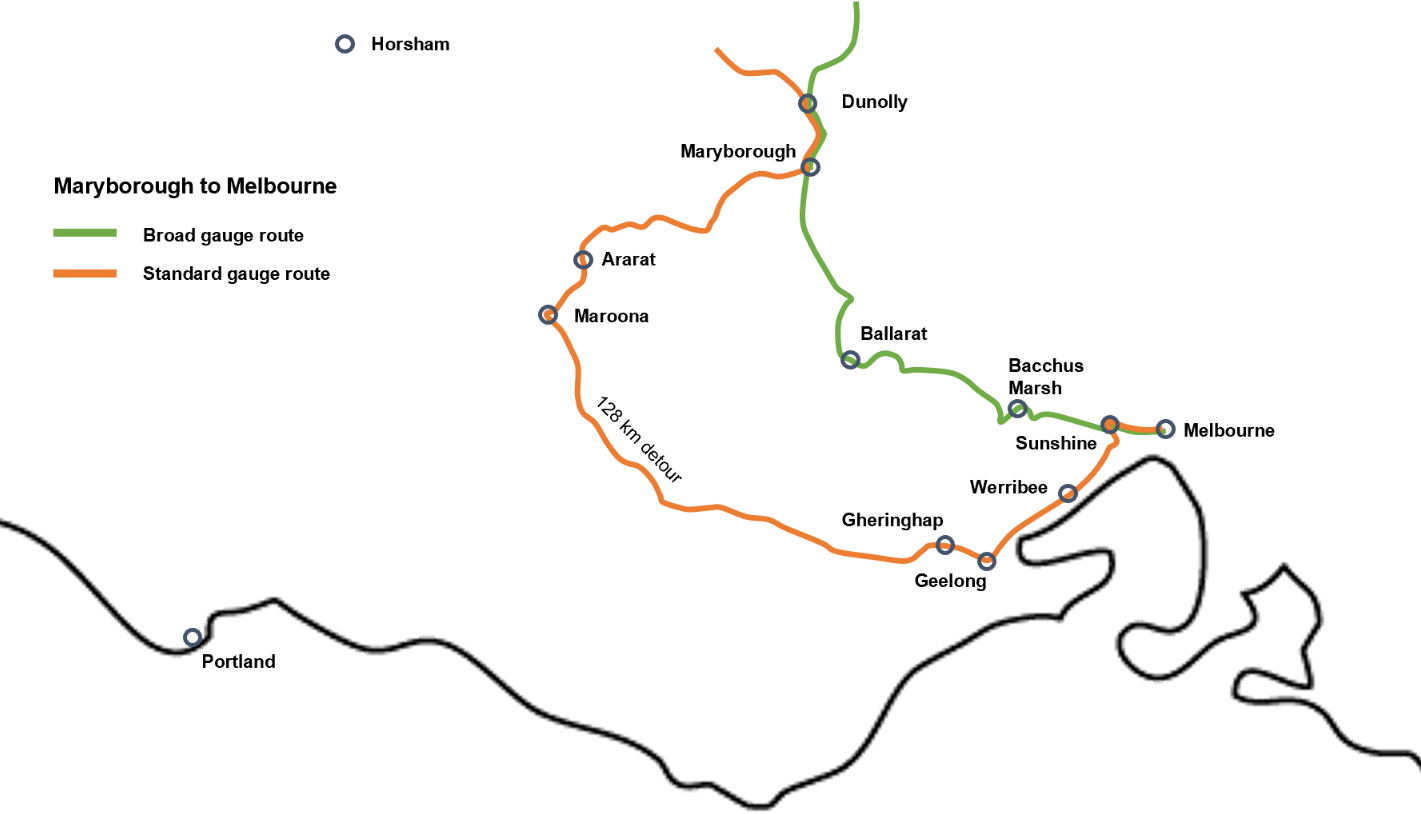 Horsham
Dunolly
Maryborough
Maryborough to Melbourne
Broad gauge route
Ararat
Standard gauge route
Maroona
Ballarat
Bacchus
Marsh
128 km detour
Melbourne
Sunshine
Werribee
Gheringhap
Geelong
Portland